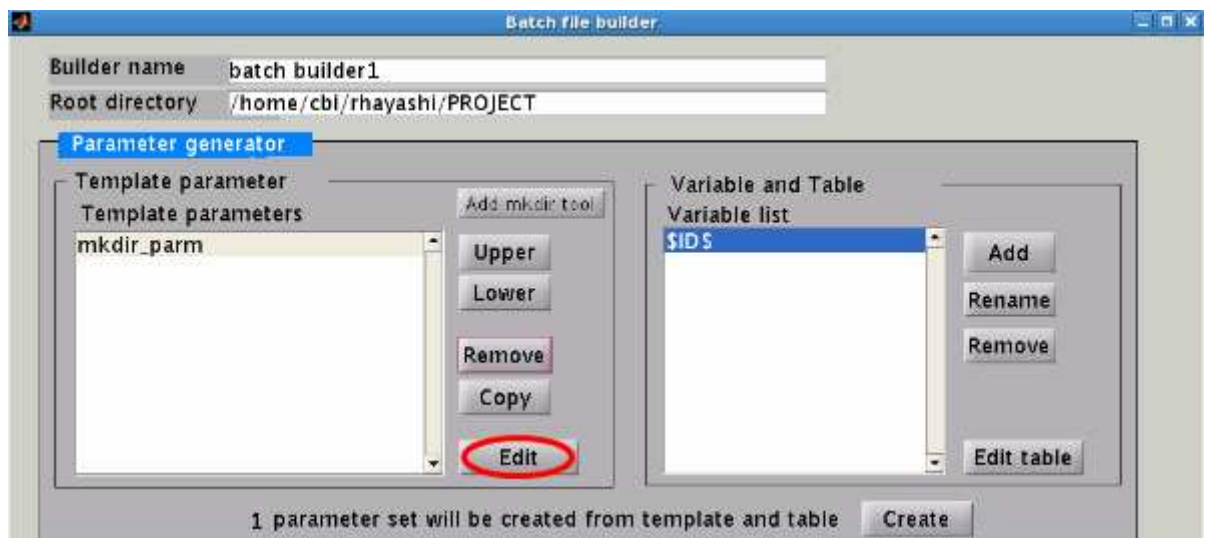 Batch file builder
Builder name batch builder1
Root directory /home/cbi/rhayashi/PROJECT
Parameter generator
Template parameter
Template parameters
mkdir_parm
Add mkdir tool
Upper
Lower
Remove
Copy
Edit
Variable and Table
Variable list
$ID$
Add
Rename
Remove
Edit table
1 parameter set will be created from template and table Create